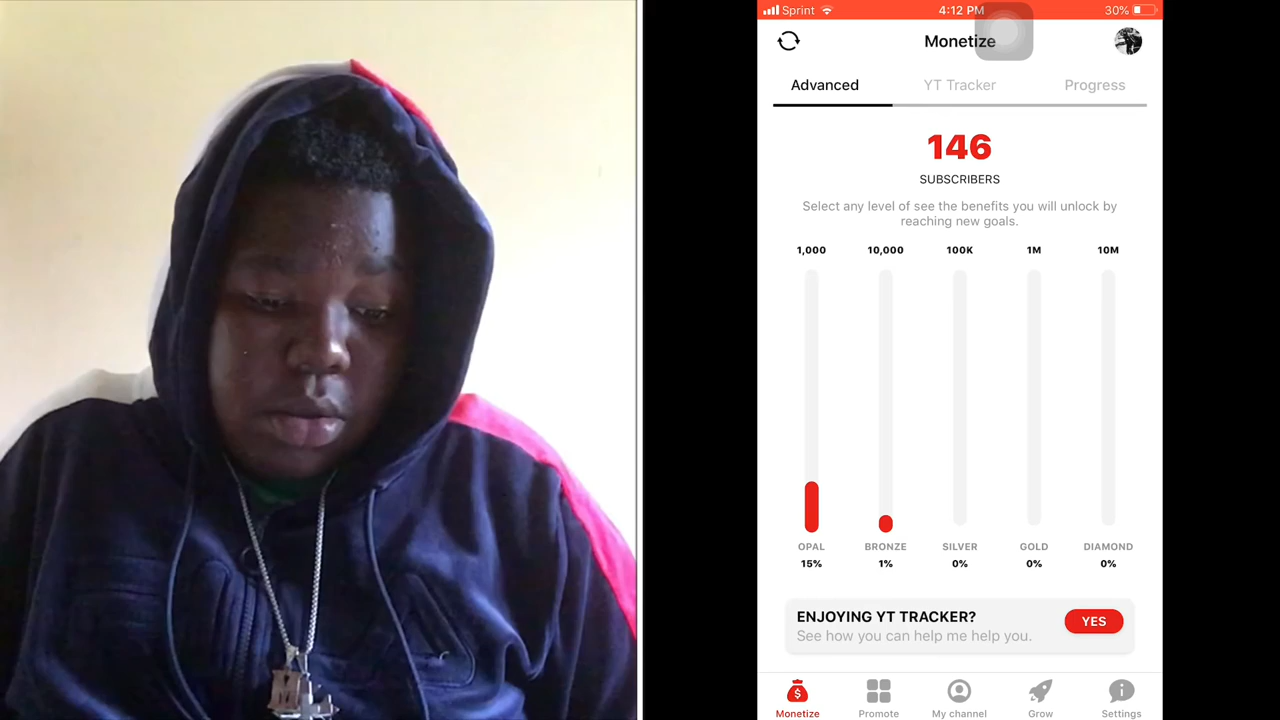 Sprint 4:12 PM 30%
Monetize
Advanced YT Tracker Progress
146
SUBSCRIBERS
Select any level of see the benefits you will unlock by
reaching new goals.
1,000 10,000 100K 1M 10M
OPAL BRONZE SILVER GOLD DIAMOND
15% 1% 0% 0% 0%
ENJOYING YT TRACKER?
See how you can help me help you.
YES
Monetize Promote My channel Grow Settings